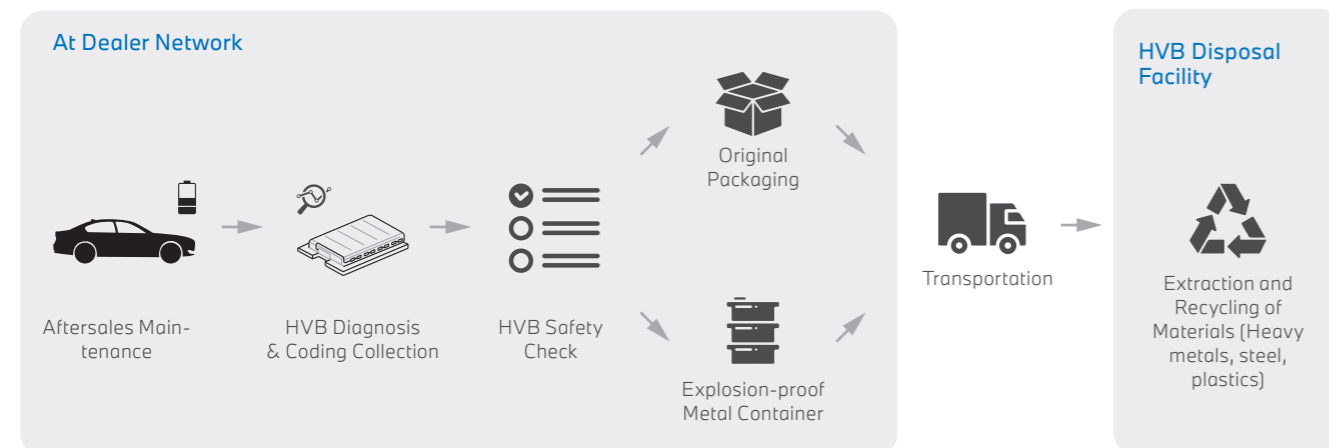 At Dealer Network
HVB Disposal
Facility
Original
Packaging
Transportation
Aftersales Main-
tenance
HVB Diagnosis
& Coding Collection
HVB Safety
Check
Explosion-proof
Metal Container
Extraction and
Recycling of
Materials (Heavy
metals, steel,
plastics)